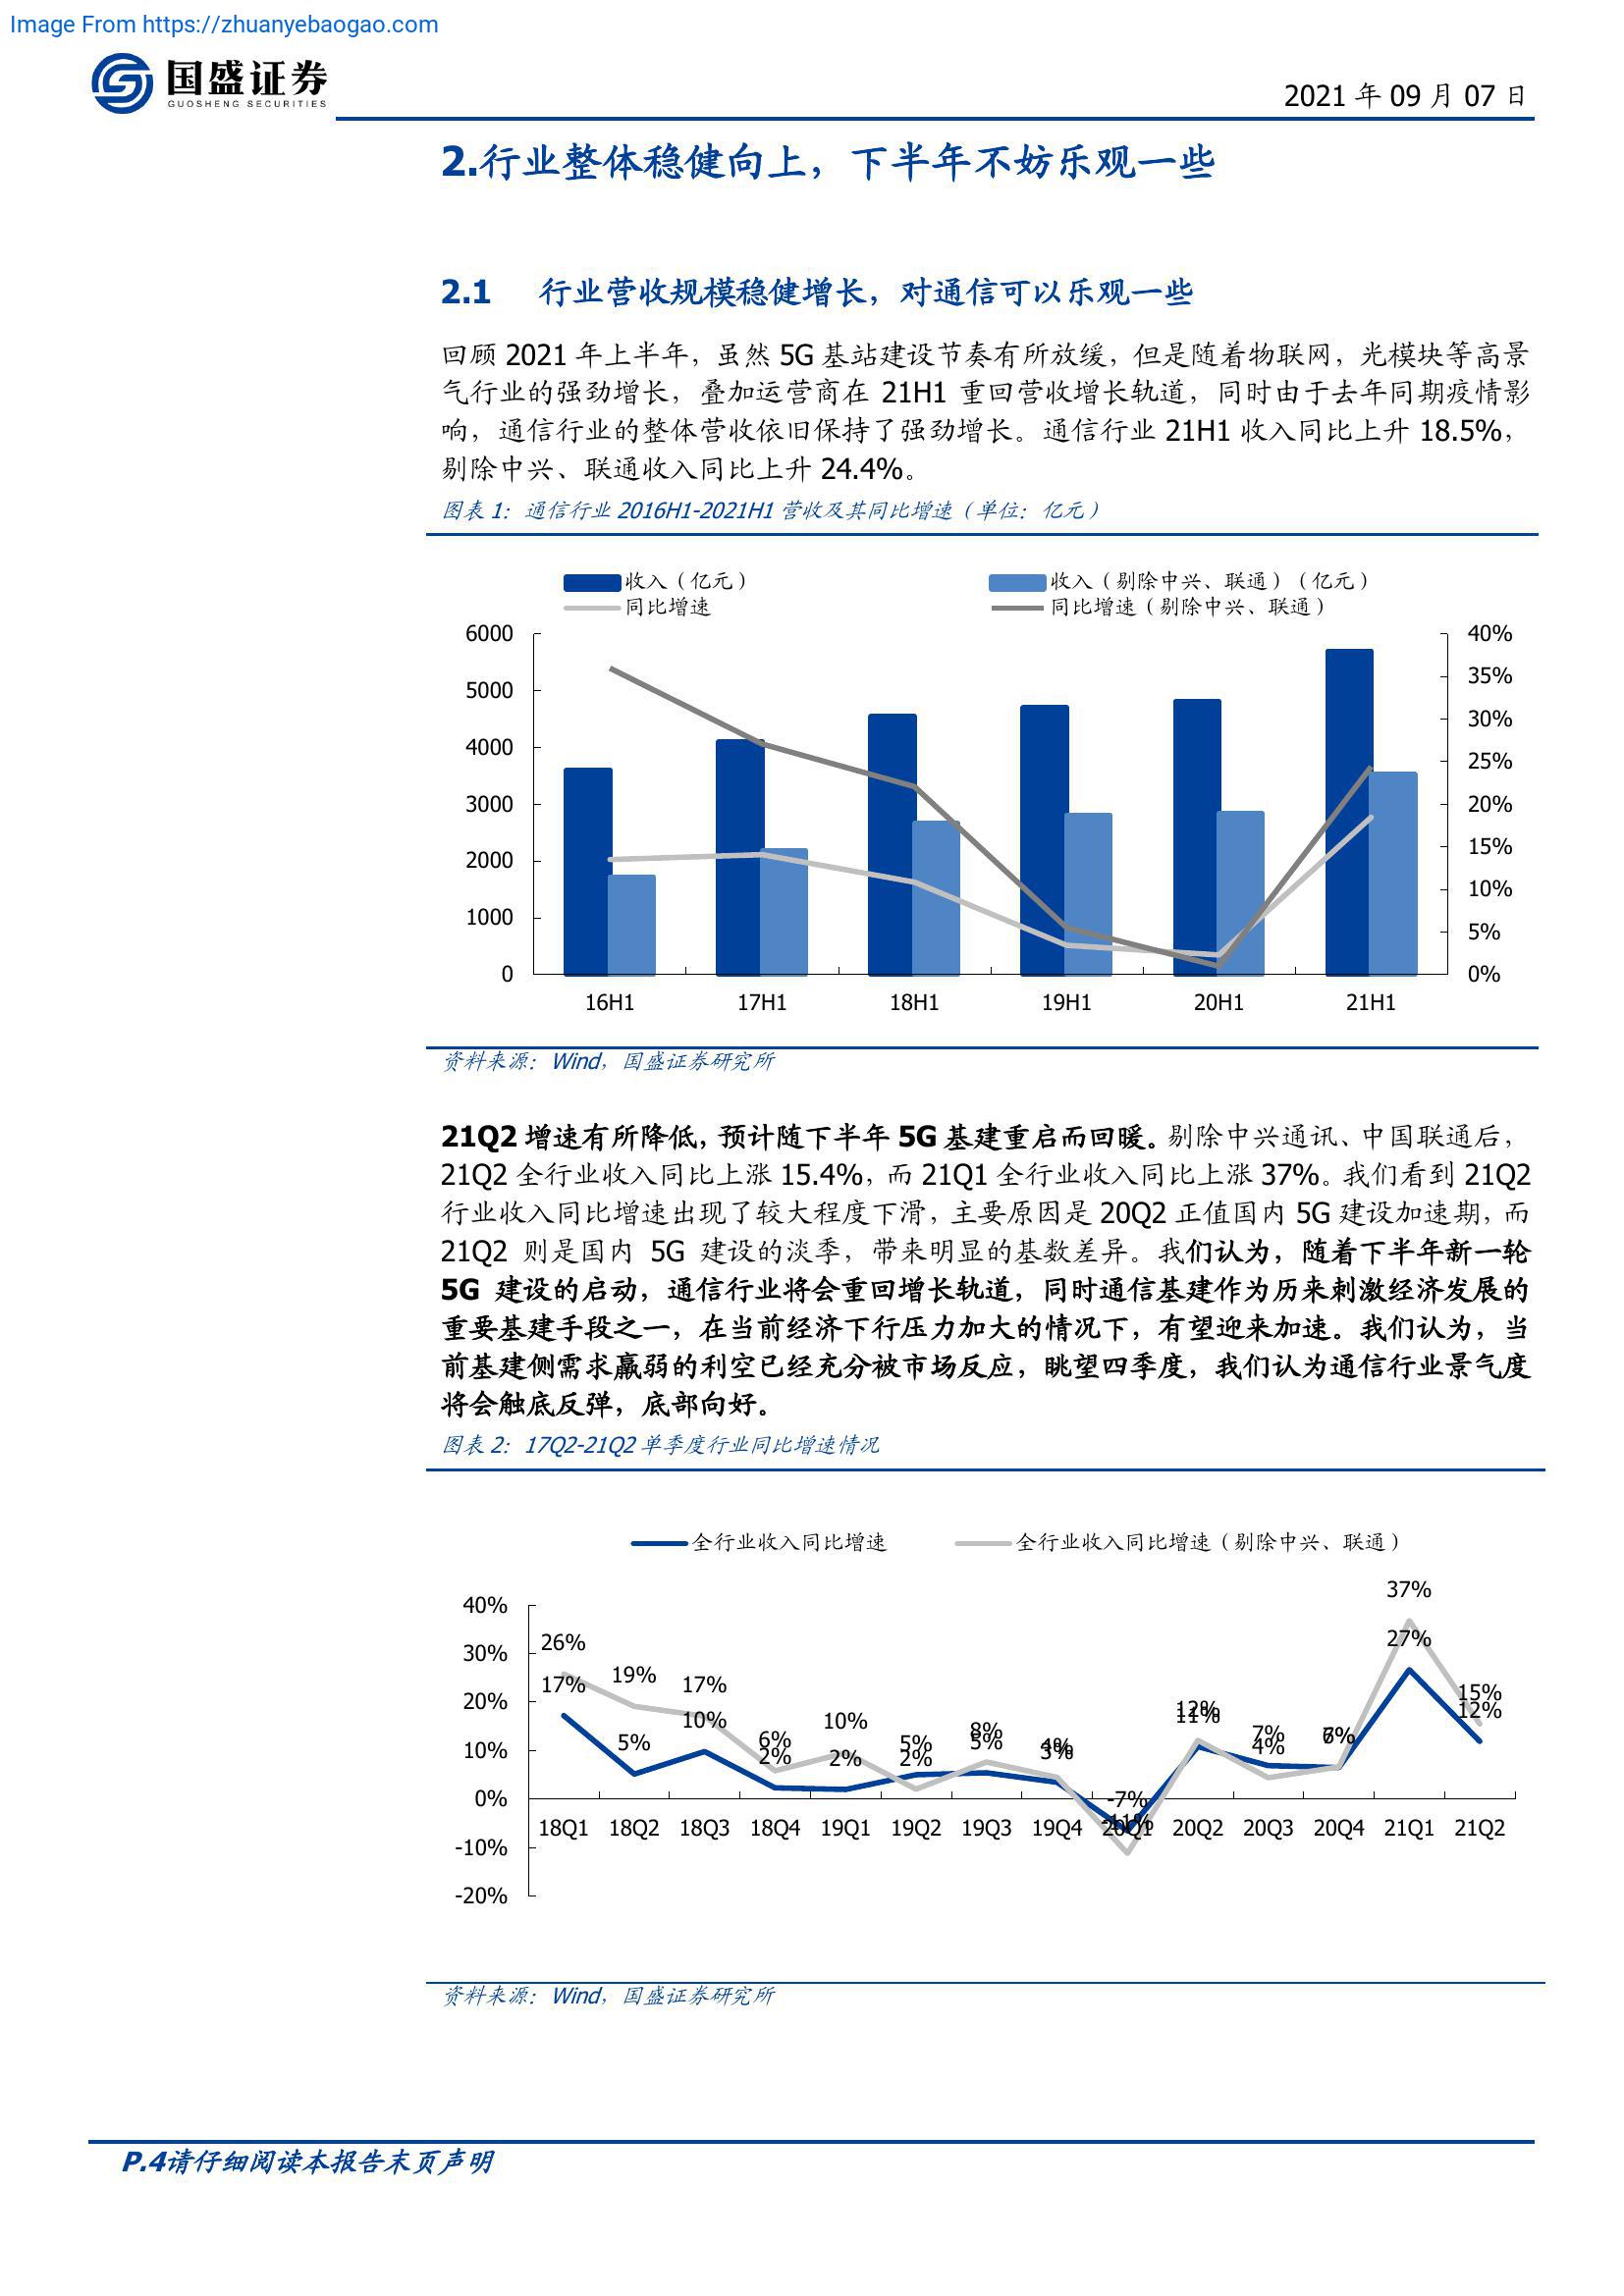 Image From https://zhuanyebaogao.com
国盛证券
GUOSHENG SECURITIES
2021 年 09 月 07 日
2.行业整体稳健向上，下半年不妨乐观一些
2.1 行业营收规模稳健增长，对通信可以乐观一些
回顾 2021 年上半年，虽然 5G 基站建设节奏有所放缓，但是随着物联网，光模块等高景
气行业的强劲增长，叠加运营商在 21H1 重回营收增长轨道，同时由于去年同期疫情影
响，通信行业的整体营收依旧保持了强劲增长。通信行业 21H1 收入同比上升 18.5%，
剔除中兴、联通收入同比上升 24.4%。
图表 1：通信行业 2016H1-2021H1 营收及其同比增速（单位：亿元）
收入（亿元） 收入（剔除中兴、联通）（亿元）
同比增速 同比增速（剔除中兴、联通）
6000 40%
35%
5000
30%
4000
25%
3000 20%
2000 15%
10%
1000
5%
0 0%
16H1 17H1 18H1 19H1 20H1 21H1
资料来源：Wind，国盛证券研究所
21Q2 增速有所降低，预计随下半年 5G 基建重启而回暖。剔除中兴通讯、中国联通后，
21Q2 全行业收入同比上涨 15.4%，而 21Q1 全行业收入同比上涨 37%。我们看到 21Q2
行业收入同比增速出现了较大程度下滑，主要原因是 20Q2 正值国内 5G 建设加速期，而
21Q2 则是国内 5G 建设的淡季，带来明显的基数差异。我们认为，随着下半年新一轮
5G 建设的启动，通信行业将会重回增长轨道，同时通信基建作为历来刺激经济发展的
重要基建手段之一，在当前经济下行压力加大的情况下，有望迎来加速。我们认为，当
前基建侧需求羸弱的利空已经充分被市场反应，眺望四季度，我们认为通信行业景气度
将会触底反弹，底部向好。
图表 2：17Q2-21Q2 单季度行业同比增速情况
全行业收入同比增速 全行业收入同比增速（剔除中兴、联通）
40%
30%
20%
10%
0%
-10%
-20%
26% 19% 17% 6% 10% 5% 8% 4% -7% 12% 7% 7% 37% 15%
17% 5% 10% 2% 2% 2% 5% 3% -11% 11% 4% 6% 27% 12%
18Q1 18Q2 18Q3 18Q4 19Q1 19Q2 19Q3 19Q4 20Q1 20Q2 20Q3 20Q4 21Q1 21Q2
资料来源：Wind，国盛证券研究所
P.4请仔细阅读本报告末页声明